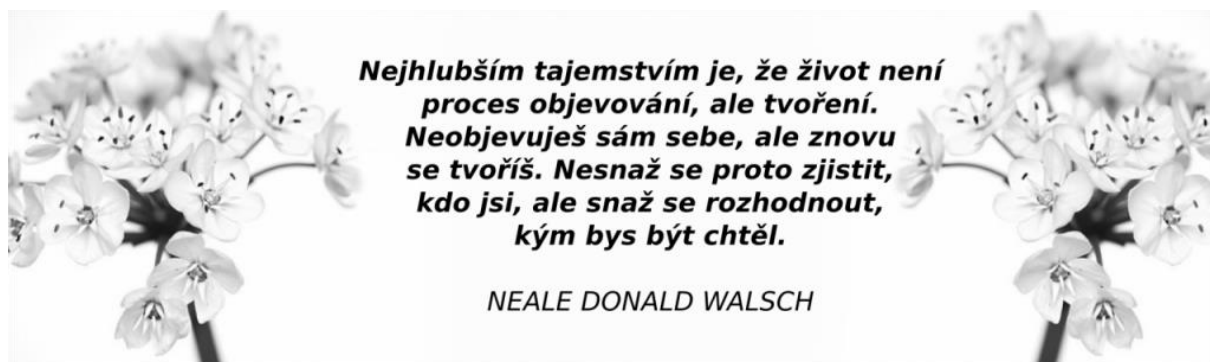 Nejhlubším tajemstvím je, že život není
proces objevování, ale tvoření.
Neobjevuješ sám sebe, ale znovu
se tvoříš. Nesnaž se proto zjistit,
kdo jsi, ale snaž se rozhodnout,
kým bys být chtěl.
NEALE DONALD WALSCH